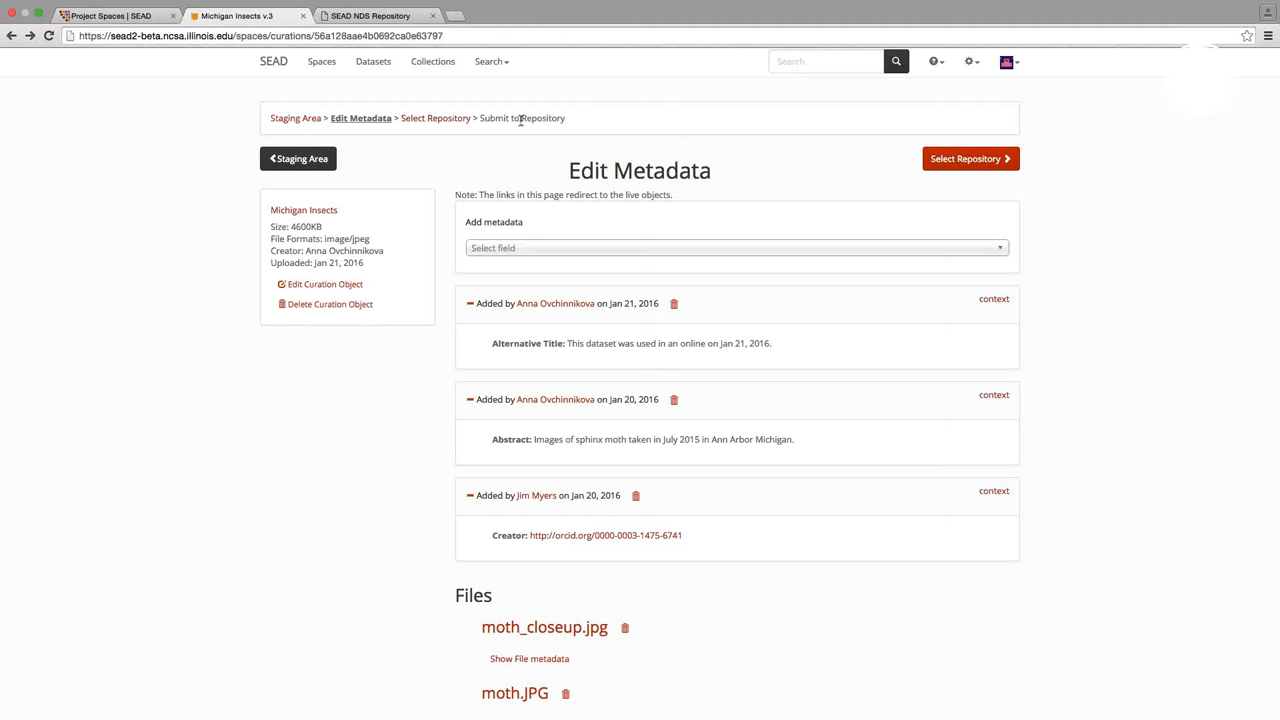 Project Spaces | SEAD
Michigan Insects v.3
SEAD NDS Repository
https://sead2-beta.ncsa.illinois.edu/spaces/curations/56a128aae4b0692ca0e63797
SEAD Spaces Datasets Collections Search Search
Staging Area > Edit Metadata > Select Repository > Submit to Repository
Staging Area
Edit Metadata
Select Repository
Note: The links in this page redirect to the live objects.
Michigan Insects
Size: 4600KB
File Formats: image/jpeg
Creator: Anna Ovchinnikova
Uploaded: Jan 21, 2016
Edit Curation Object
Delete Curation Object
Add metadata
Select field
Added by Anna Ovchinnikova on Jan 21, 2016 context
Alternative Title: This dataset was used in an online on Jan 21, 2016.
Added by Anna Ovchinnikova on Jan 20, 2016 context
Abstract: Images of sphinx moth taken in July 2015 in Ann Arbor Michigan.
Added by Jim Myers on Jan 20, 2016 context
Creator: http://orcid.org/0000-0003-1475-6741
Files
moth_closeup.jpg
Show File metadata
moth.JPG